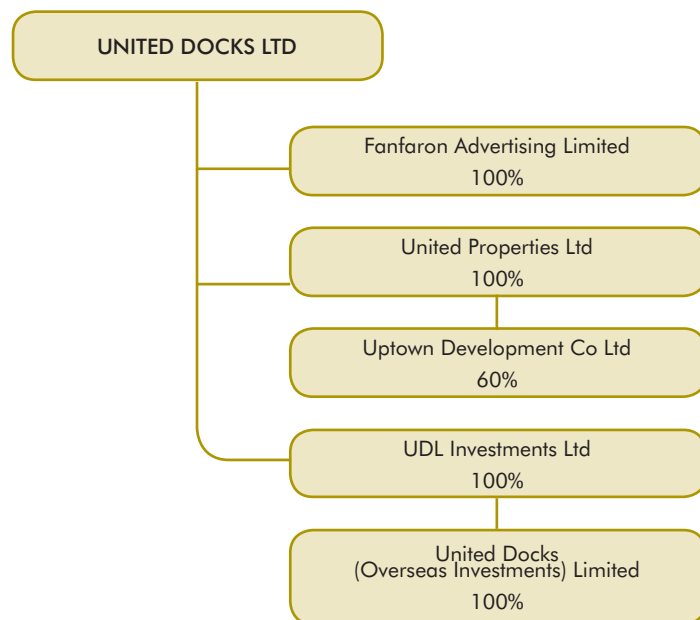 UNITED DOCKS LTD
Fanfaron Advertising Limited
100%
United Properties Ltd
100%
Uptown Development Co Ltd
60%
UDL Investments Ltd
100%
United Docks
(Overseas Investments) Limited
100%